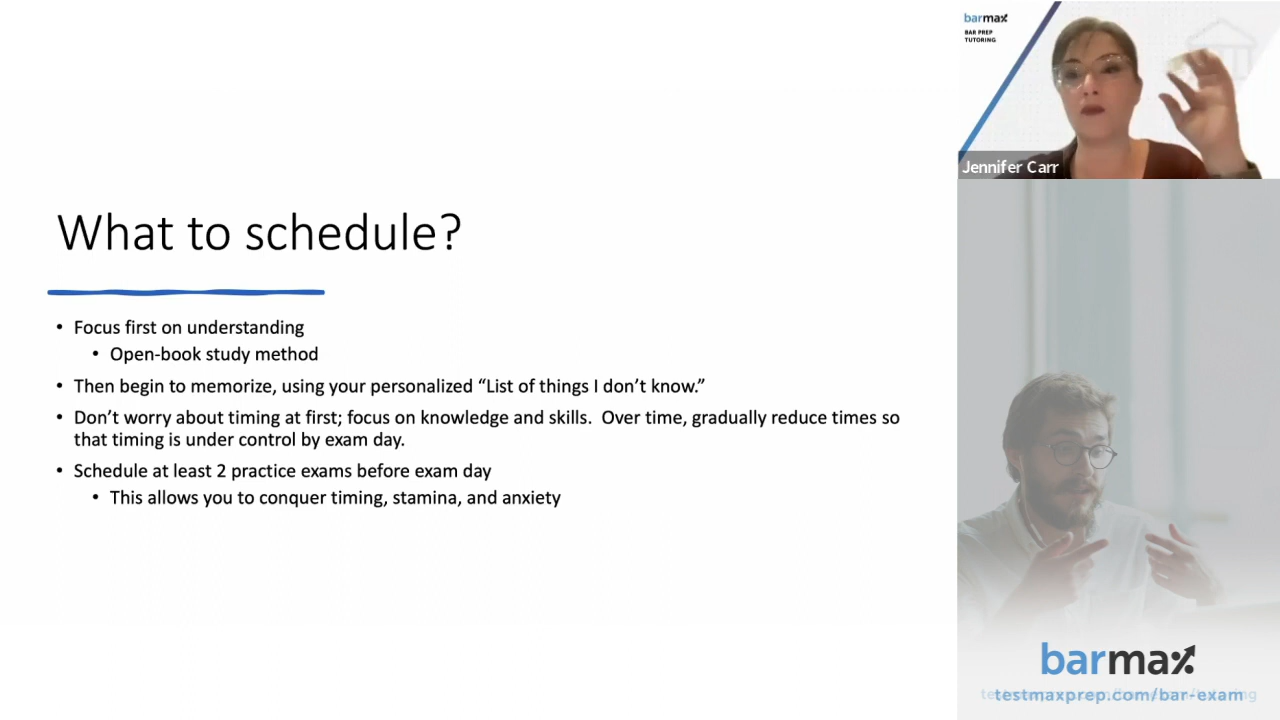 What to schedule?
• Focus first on understanding
• Open-book study method
• Then begin to memorize, using your personalized “List of things I don’t know.”
• Don’t worry about timing at first; focus on knowledge and skills.  Over time, gradually reduce times so
that timing is under control by exam day.
• Schedule at least 2 practice exams before exam day
• This allows you to conquer timing, stamina, and anxiety
barmax
BAR PREP
TUTORING
Jennifer Carr
barmax
testmaxprep.com/bar-exam